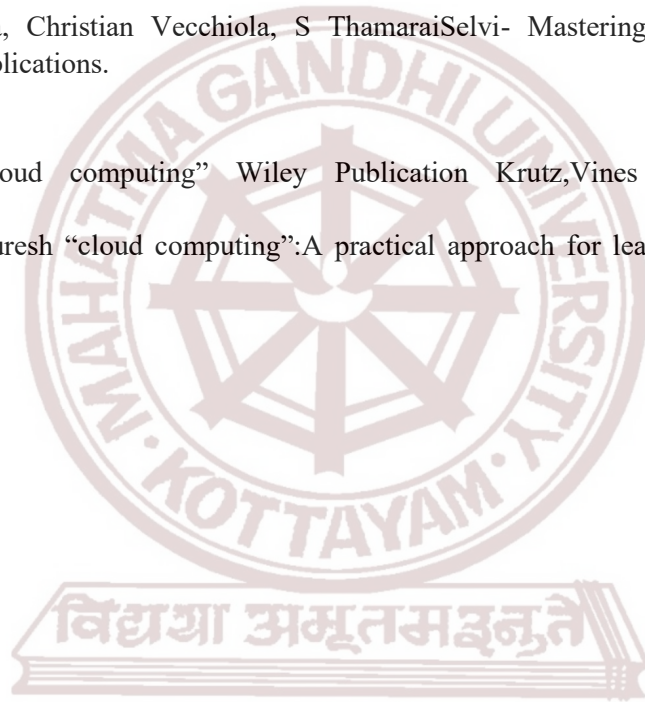 , Christian Vecchiola, S ThamaraiSelvi- Mastering
plications.
oud computing” Wiley Publication Krutz,Vines
uresh “cloud computing”:A practical approach for lea
MAHATMA GANDHI UNIVERSITY
KOTTAYAM
विद्यया अमृतमश्नुते